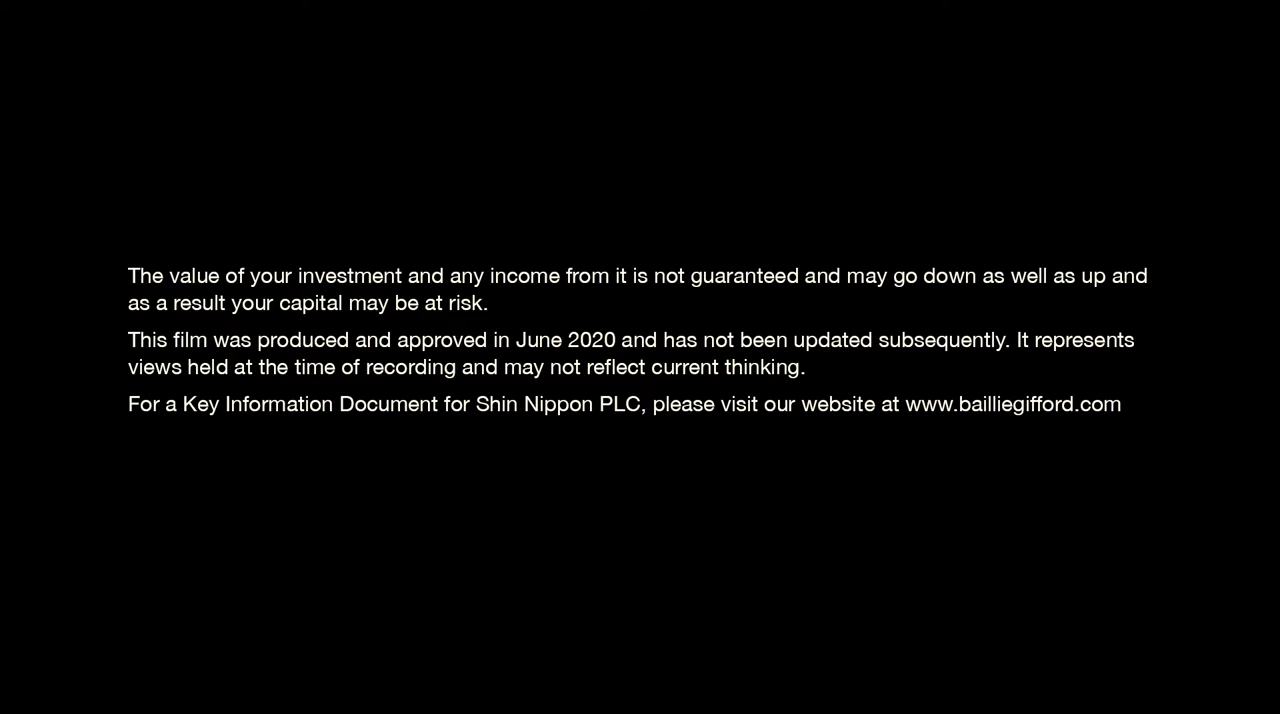 The value of your investment and any income from it is not guaranteed and may go down as well as up and
as a result your capital may be at risk.
This film was produced and approved in June 2020 and has not been updated subsequently. It represents
views held at the time of recording and may not reflect current thinking.
For a Key Information Document for Shin Nippon PLC, please visit our website at www.bailliegifford.com